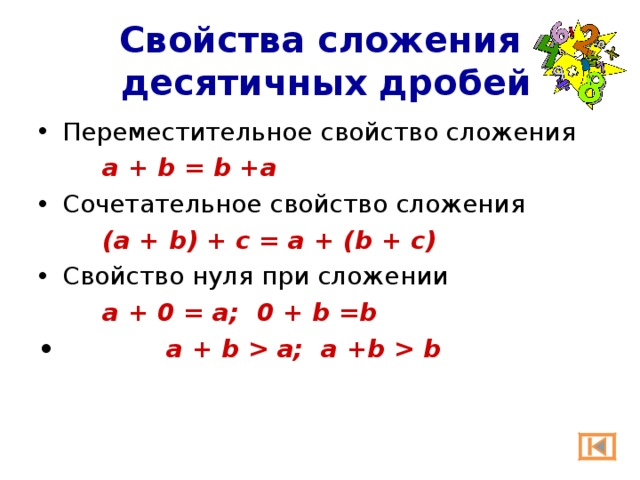 Свойства сложения
десятичных дробей
• Переместительное свойство сложения
a + b = b +a
• Сочетательное свойство сложения
(a + b) + c = a + (b + c)
• Свойство нуля при сложении
a + 0 = a; 0 + b =b
• a + b > a; a +b > b